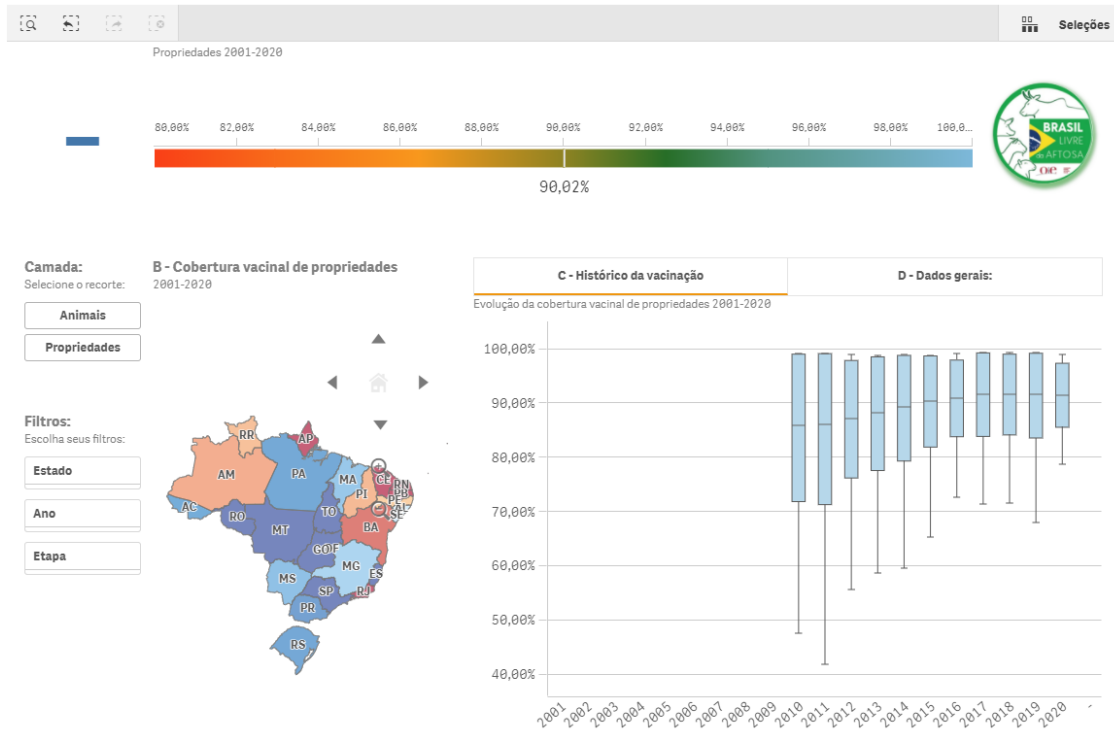 Seleções
Propriedades 2001-2020
80,00% 82,00% 84,00% 86,00% 88,00% 90,00% 92,00% 94,00% 96,00% 98,00% 100,0...
90,02%
BRASIL
LIVRE
de AFTOSA
Camada:
Selecione o recorte:
Animais
Propriedades
Filtros:
Escolha seus filtros:
Estado
Ano
Etapa
B - Cobertura vacinal de propriedades
2001-2020
RR
AP
AM
PA
MA
CE
RN
PB
PI
PE
AL
SE
AC
RO
TO
BA
MT
GO
MG
MS
ES
SP
RJ
PR
RS
C - Histórico da vacinação
D - Dados gerais:
Evolução da cobertura vacinal de propriedades 2001-2020
100,00%
90,00%
80,00%
70,00%
60,00%
50,00%
40,00%
2001 2002 2003 2004 2005 2006 2007 2008 2009 2010 2011 2012 2013 2014 2015 2016 2017 2018 2019 2020 -